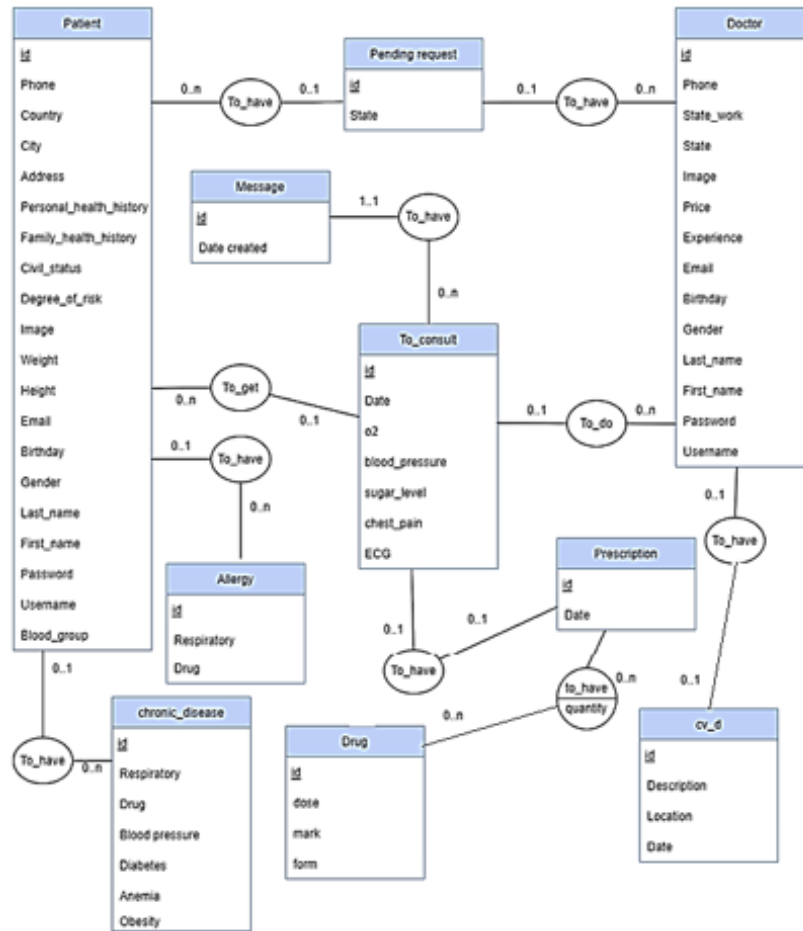 Patient
id
Phone
Country
City
Address
Personal_health_history
Family_health_history
Civil_status
Degree_of_risk
Image
Weight
Height
Email
Birthday
Gender
Last_name
First_name
Password
Username
Blood_group
0..n
To_have
0..1
Pending request
id
State
0..1
To_have
0..n
Doctor
id
Phone
State_work
State
Image
Price
Experience
Email
Birthday
Gender
Last_name
First_name
Password
Username
Message
id
Date created
1..1
To_have
0..n
To_consult
id
Date
o2
blood_pressure
sugar_level
chest_pain
ECG
0..n
To_get
0..1
0..1
To_do
0..n
0..1
To_have
0..n
Allergy
id
Respiratory
Drug
0..1
To_have
0..1
Prescription
id
Date
0..1
To_have
0..1
cv_d
id
Description
Location
Date
0..n
to_have
quantity
0..n
Drug
id
dose
mark
form
0..1
To_have
0..n
chronic_disease
id
Respiratory
Drug
Blood pressure
Diabetes
Anemia
Obesity